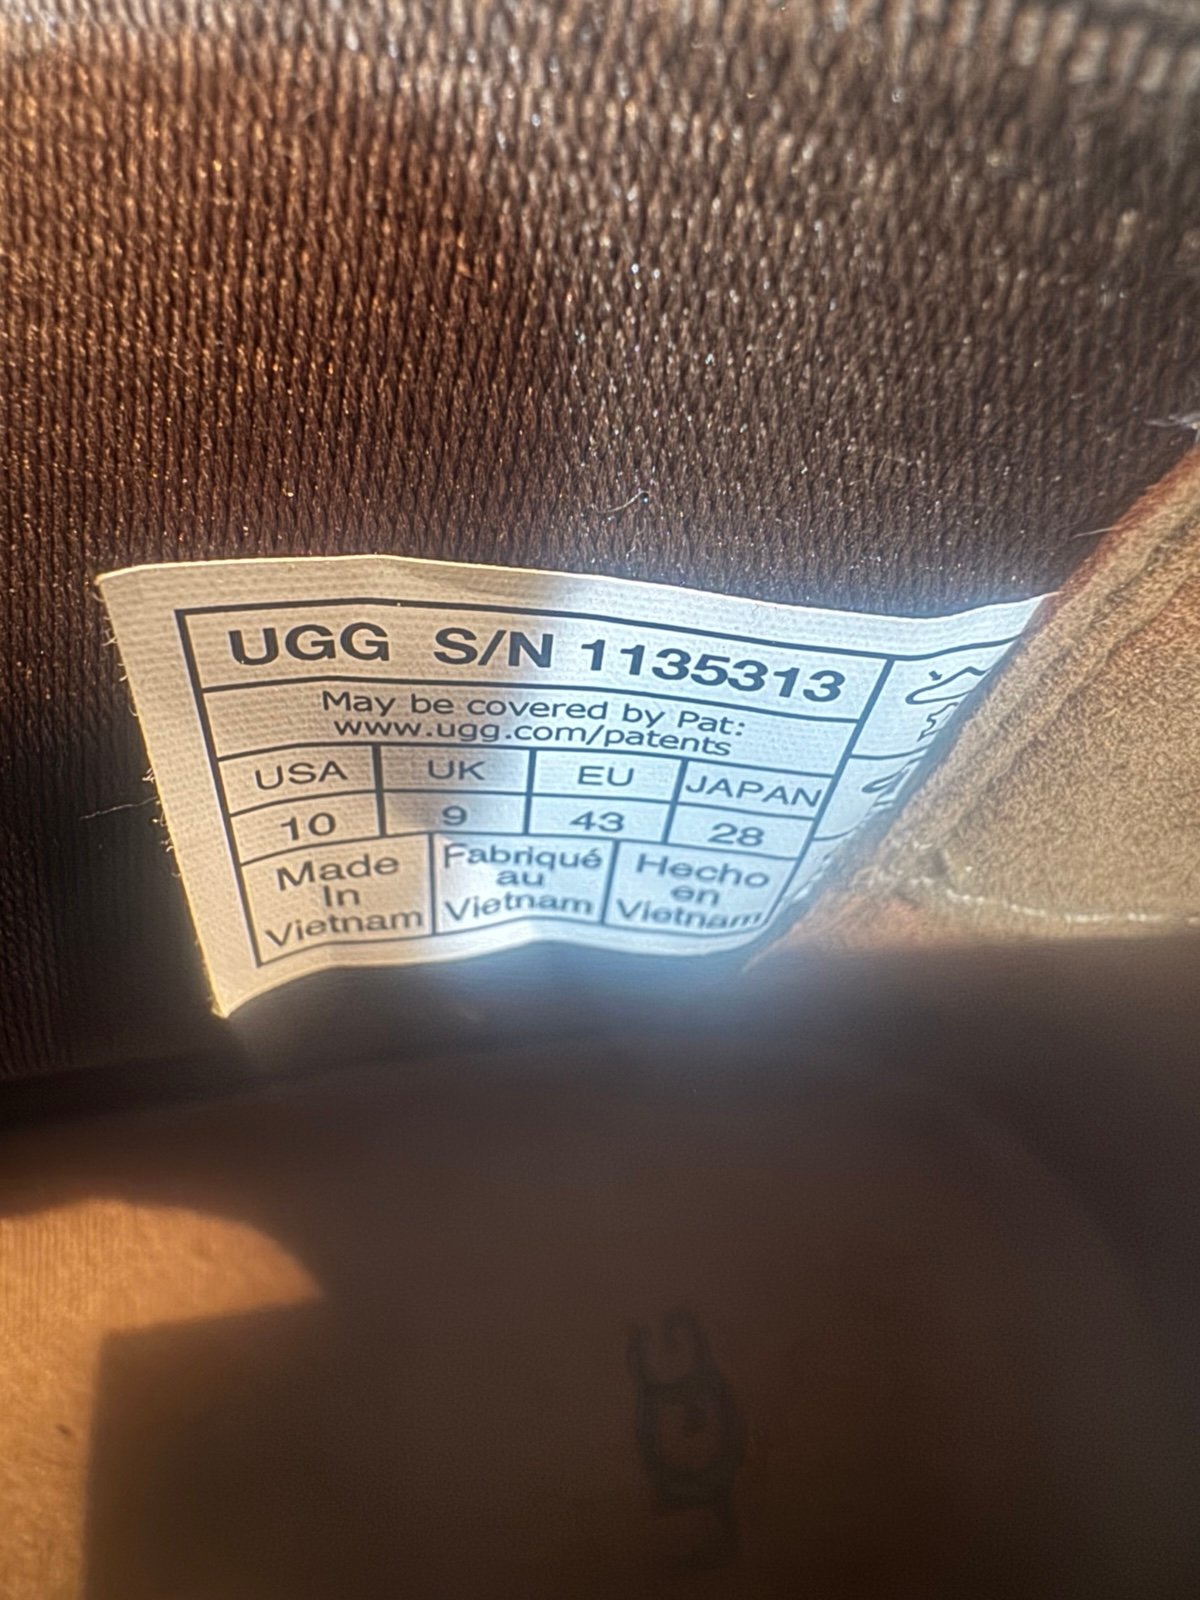 UGG S/N 1135313
May be covered by Pat:
www.ugg.com/patents
USA UK EU JAPAN
10 9 43 28
Made In Vietnam
Fabriqué au Vietnam
Hecho en Vietnam